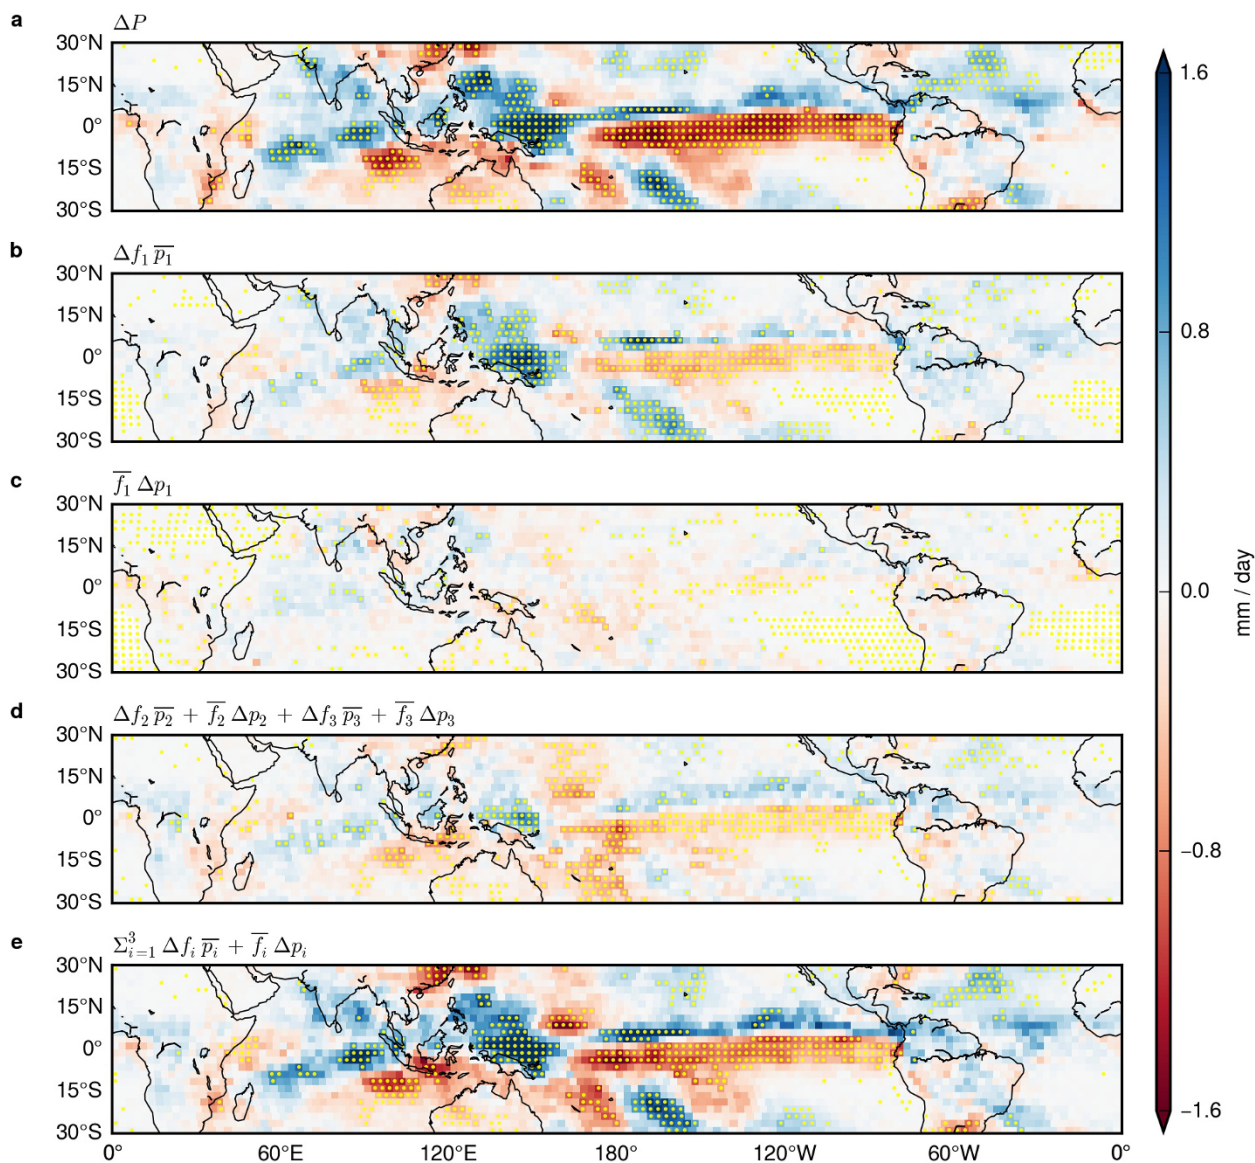 a
ΔP
30°N
15°N
0°
15°S
30°S
b
Δf₁ p̅₁
30°N
15°N
0°
15°S
30°S
c
f̅₁ Δp₁
30°N
15°N
0°
15°S
30°S
d
Δf₂ p̅₂ + f̅₂ Δp₂ + Δf₃ p̅₃ + f̅₃ Δp₃
30°N
15°N
0°
15°S
30°S
e
Σ³ᵢ₌₁ Δfᵢ p̅ᵢ + f̅ᵢ Δpᵢ
30°N
15°N
0°
15°S
30°S
0° 60°E 120°E 180° 120°W 60°W 0°
1.6
0.8
0.0
−0.8
−1.6
mm / day